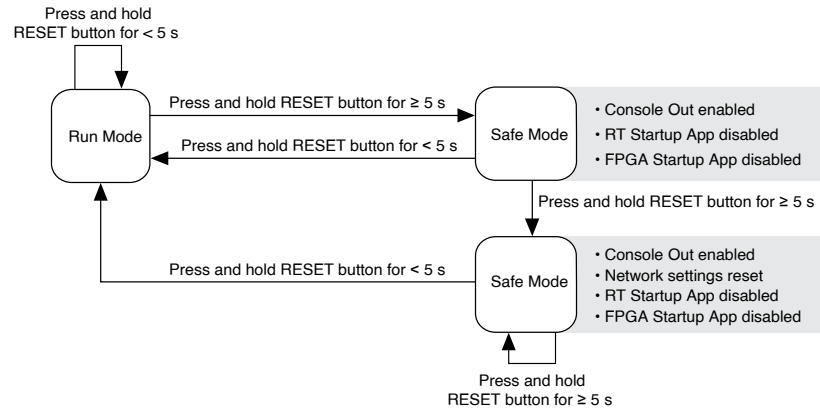 Press and hold
RESET button for < 5 s
Run Mode
Press and hold RESET button for ≥ 5 s
Press and hold RESET button for < 5 s
Safe Mode
• Console Out enabled
• RT Startup App disabled
• FPGA Startup App disabled
Press and hold RESET button for ≥ 5 s
Press and hold RESET button for < 5 s
Safe Mode
• Console Out enabled
• Network settings reset
• RT Startup App disabled
• FPGA Startup App disabled
Press and hold
RESET button for ≥ 5 s